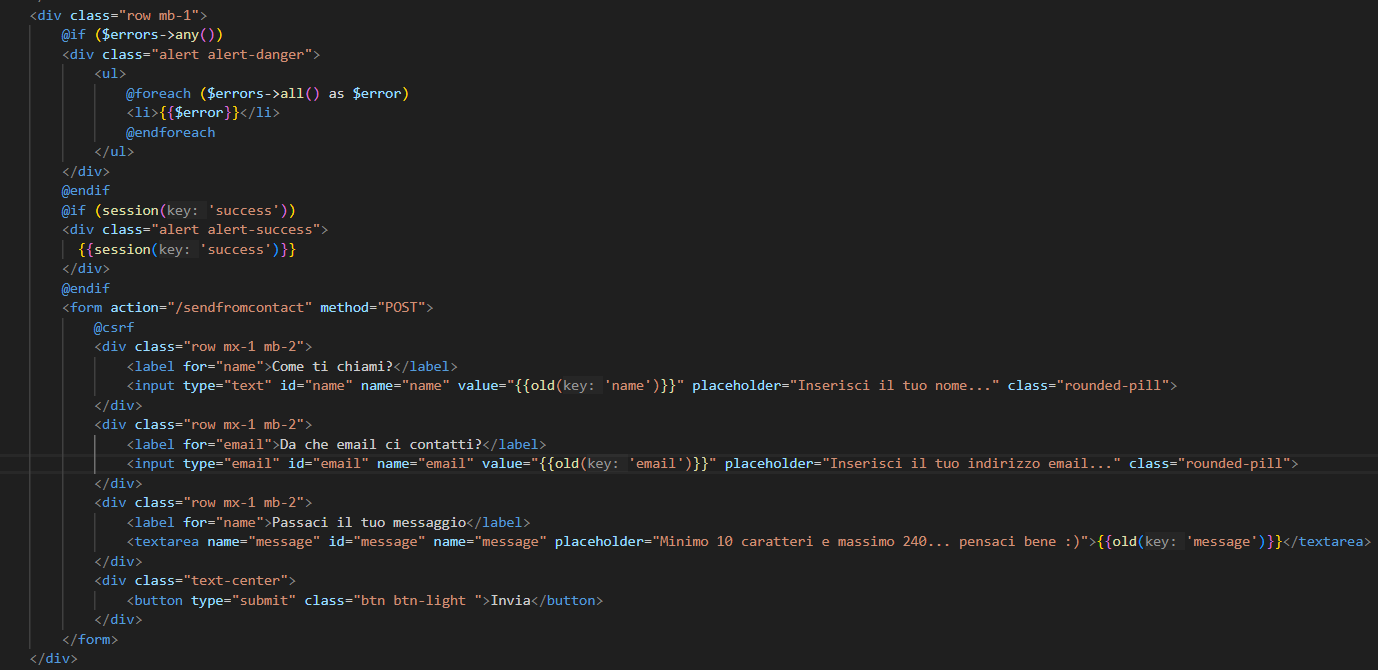 <div class="row mb-1">
@if ($errors->any())
<div class="alert alert-danger">
<ul>
@foreach ($errors->all() as $error)
<li>{{$error}}</li>
@endforeach
</ul>
</div>
@endif
@if (session(key: 'success'))
<div class="alert alert-success">
{{session(key: 'success')}}
</div>
@endif
<form action="/sendfromcontact" method="POST">
@csrf
<div class="row mx-1 mb-2">
<label for="name">Come ti chiami?</label>
<input type="text" id="name" name="name" value="{{old(key: 'name')}}" placeholder="Inserisci il tuo nome..." class="rounded-pill">
</div>
<div class="row mx-1 mb-2">
<label for="email">Da che email ci contatti?</label>
<input type="email" id="email" name="email" value="{{old(key: 'email')}}" placeholder="Inserisci il tuo indirizzo email..." class="rounded-pill">
</div>
<div class="row mx-1 mb-2">
<label for="name">Passaci il tuo messaggio</label>
<textarea name="message" id="message" name="message" placeholder="Minimo 10 caratteri e massimo 240... pensaci bene :)">{{old(key: 'message')}}</textarea>
</div>
<div class="text-center">
<button type="submit" class="btn btn-light ">Invia</button>
</div>
</form>
</div>